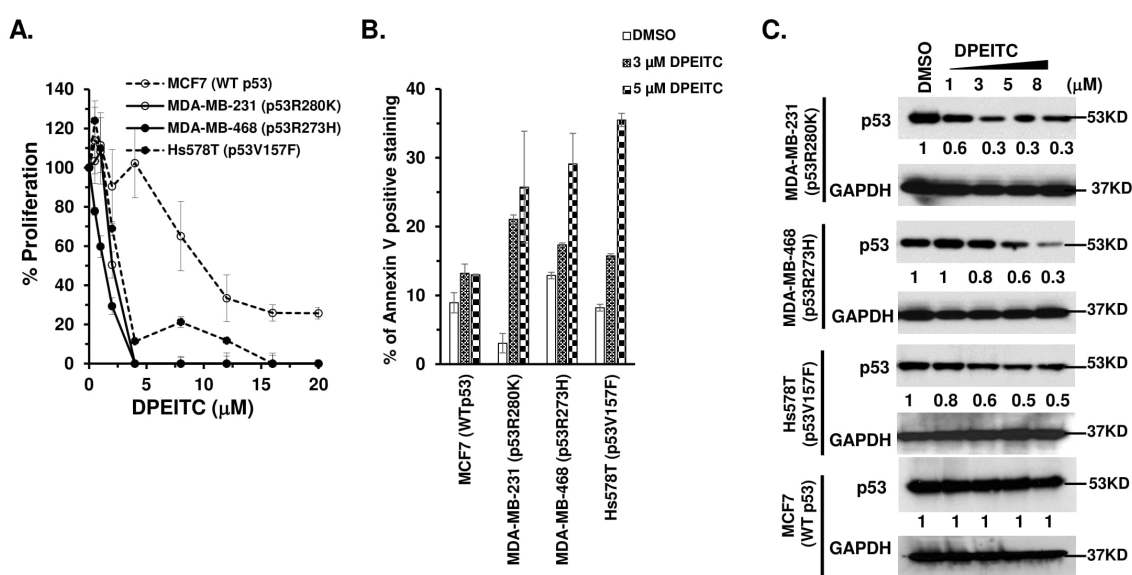 A.
MCF7 (WT p53)
MDA-MB-231 (p53R280K)
MDA-MB-468 (p53R273H)
Hs578T (p53V157F)
140
120
100
80
60
40
20
0
% Proliferation
0 5 10 15 20
DPEITC (μM)
B.
DMSO
3 μM DPEITC
5 μM DPEITC
40
30
20
10
0
% of Annexin V positive staining
MCF7 (WTp53)
MDA-MB-231 (p53R280K)
MDA-MB-468 (p53R273H)
Hs578T (p53V157F)
C.
DMSO
DPEITC
1 3 5 8 (μM)
MDA-MB-231
(p53R280K)
p53 53KD
1 0.6 0.3 0.3 0.3
GAPDH 37KD
MDA-MB-468
(p53R273H)
p53 53KD
1 1 0.8 0.6 0.3
GAPDH 37KD
Hs578T
(p53V157F)
p53 53KD
1 0.8 0.6 0.5 0.5
GAPDH 37KD
MCF7
(WT p53)
p53 53KD
1 1 1 1 1
GAPDH 37KD